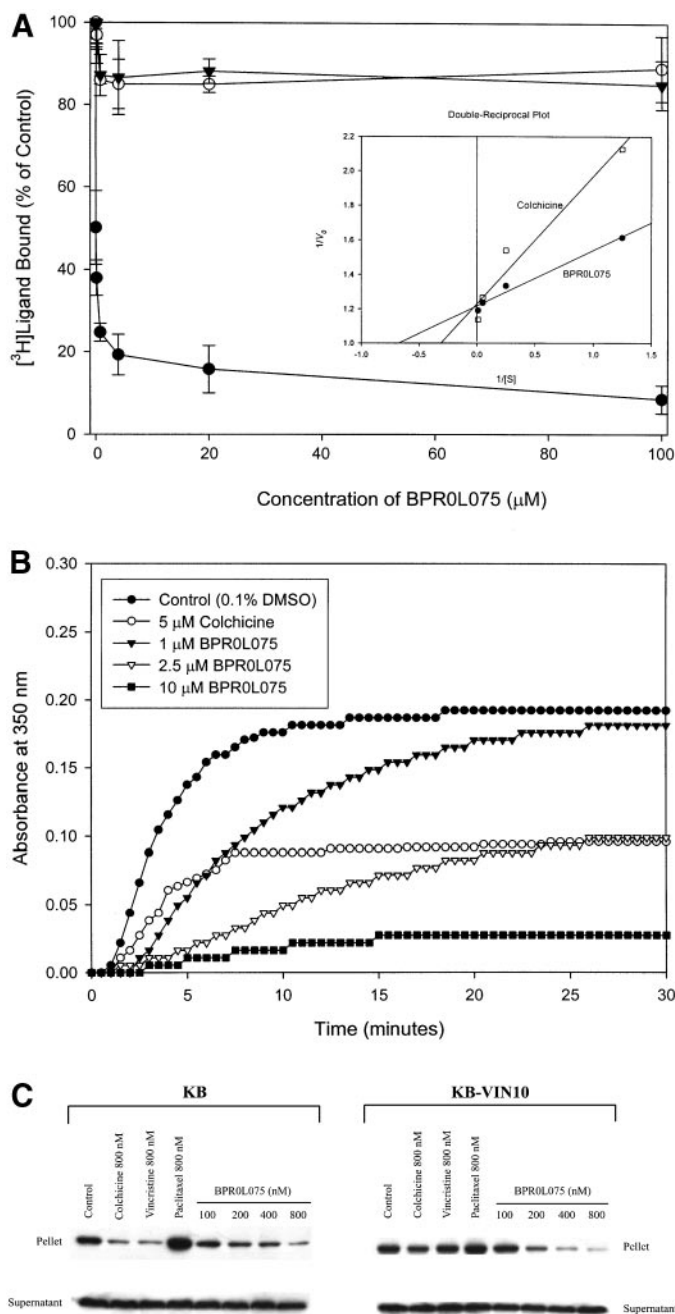 A
[³H]Ligand Bound (% of Control)
100
80
60
40
20
0
0 20 40 60 80 100
Concentration of BPR0L075 (μM)
Double-Reciprocal Plot
1/V₀
2.2
2.0
1.8
1.6
1.4
1.2
1.0
Colchicine
BPR0L075
-1.0 -0.5 0.0 0.5 1.0 1.5
1/[S]
B
Absorbance at 350 nm
0.30
0.25
0.20
0.15
0.10
0.05
0.00
Control (0.1% DMSO)
5 μM Colchicine
1 μM BPR0L075
2.5 μM BPR0L075
10 μM BPR0L075
0 5 10 15 20 25 30
Time (minutes)
C
KB
Control
Colchicine 800 nM
Vincristine 800 nM
Paclitaxel 800 nM
BPR0L075 (nM)
100 200 400 800
Pellet
Supernatant
KB-VIN10
Control
Colchicine 800 nM
Vincristine 800 nM
Paclitaxel 800 nM
BPR0L075 (nM)
100 200 400 800
Pellet
Supernatant